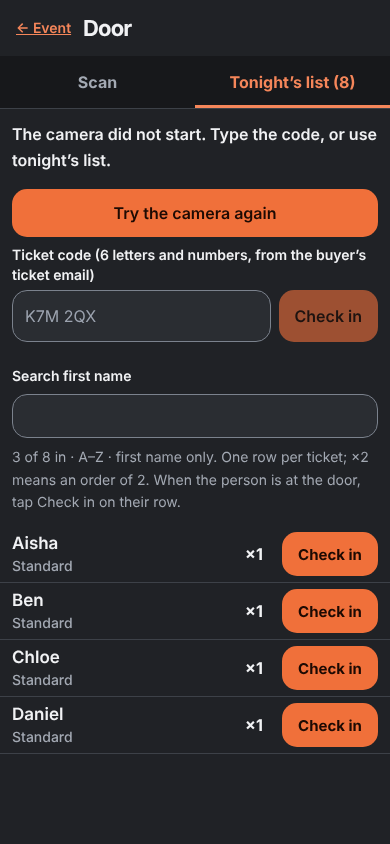 ← Event Door
Scan Tonight’s list (8)
The camera did not start. Type the code, or use
tonight’s list.
Try the camera again
Ticket code (6 letters and numbers, from the buyer’s
ticket email)
K7M 2QX Check in
Search first name
3 of 8 in · A–Z · first name only. One row per ticket; ×2
means an order of 2. When the person is at the door,
tap Check in on their row.
Aisha
Standard
×1 Check in
Ben
Standard
×1 Check in
Chloe
Standard
×1 Check in
Daniel
Standard
×1 Check in